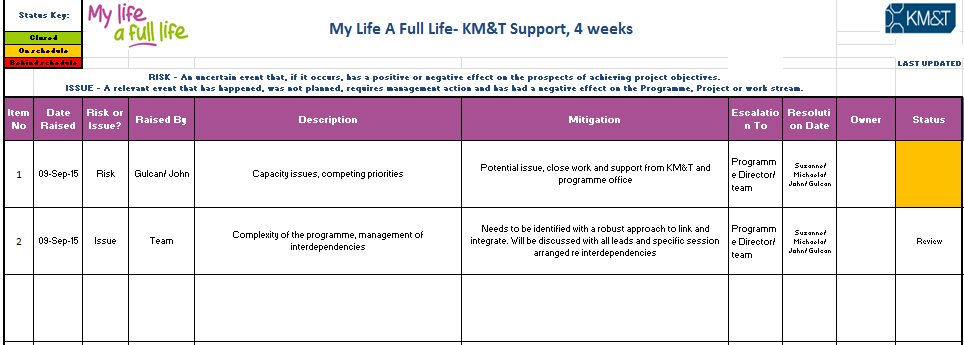 Status Key:
Closed
On schedule
Behind schedule
My life
a full life
My Life A Full Life- KM&T Support, 4 weeks
KM&T
LAST UPDATED
RISK - An uncertain event that, if it occurs, has a positive or negative effect on the prospects of achieving project objectives.
ISSUE - A relevant event that has happened, was not planned, requires management action and has had a negative effect on the Programme, Project or work stream.
Item
No
Date
Raised
Risk or
Issue?
Raised By
Description
Mitigation
Escalatio
n To
Resoluti
on Date
Owner
Status
1
09-Sep-15
Risk
Gulcan/ John
Capacity issues, competing priorities
Potential issue, close work and support from KM&T and
programme office
Programm
e Director/
team
Suzanne/
Michaela/
John/ Gulcan
2
09-Sep-15
Issue
Team
Complexity of the programme, management of
interdependencies
Needs to be identified with a robust approach to link and
integrate. Will be discussed with all leads and specific session
arranged re interdependencies
Programm
e Director/
team
Suzanne/
Michaela/
John/ Gulcan
Review